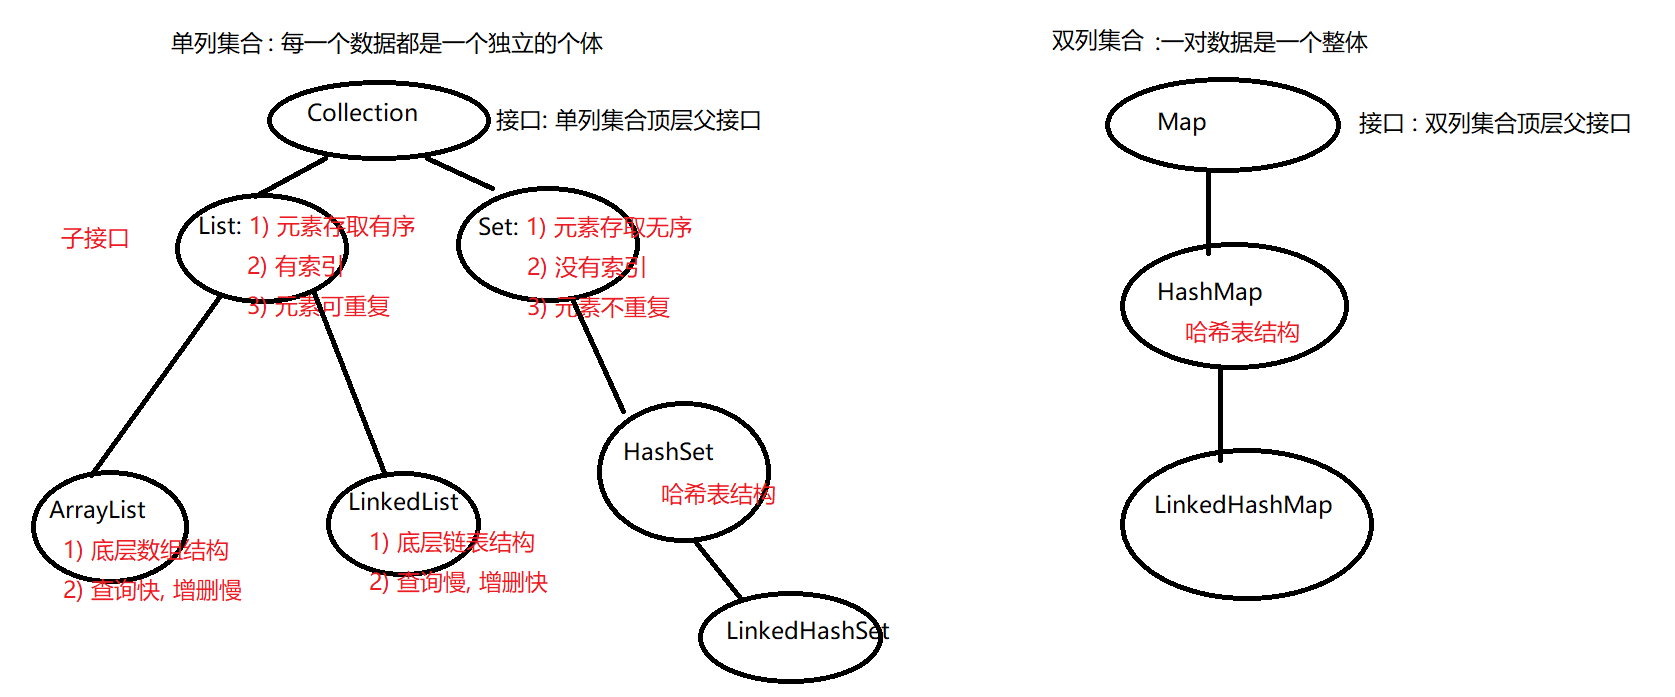 单列集合 : 每一个数据都是一个独立的个体
双列集合 :一对数据是一个整体
Collection
接口: 单列集合顶层父接口
Map
接口 : 双列集合顶层父接口
子接口
List: 1) 元素存取有序
2) 有索引
3) 元素可重复
Set: 1) 元素存取无序
2) 没有索引
3) 元素不重复
HashMap
哈希表结构
ArrayList
1) 底层数组结构
2) 查询快, 增删慢
LinkedList
1) 底层链表结构
2) 查询慢, 增删快
HashSet
哈希表结构
LinkedHashMap
LinkedHashSet